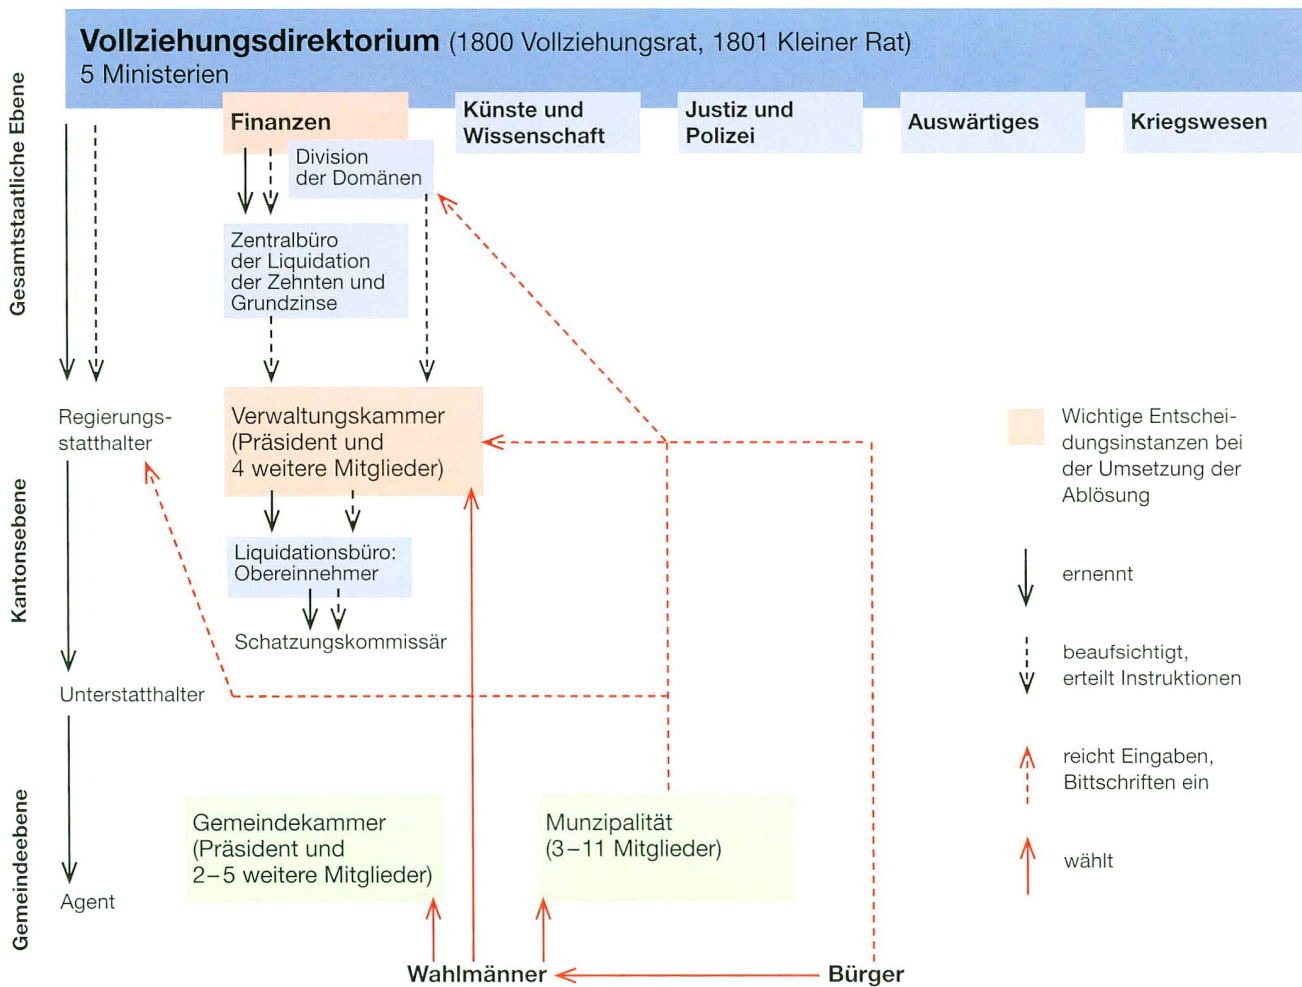 Vollziehungsdirektorium (1800 Vollziehungsrat, 1801 Kleiner Rat)
5 Ministerien
Gesamtstaatliche Ebene
Finanzen
Künste und
Wissenschaft
Justiz und
Polizei
Auswärtiges
Kriegswesen
Division
der Domänen
Zentralbüro
der Liquidation
der Zehnten und
Grundzinse
Kantonsebene
Regierungs-
statthalter
Verwaltungskammer
(Präsident und
4 weitere Mitglieder)
Liquidationsbüro:
Obereinnehmer
Schatzungskommissär
Unterstatthalter
Gemeindeebene
Gemeindekammer
(Präsident und
2–5 weitere Mitglieder)
Munzipalität
(3–11 Mitglieder)
Agent
Wahlmänner
Bürger
Wichtige Entschei-
dungsinstanzen bei
der Umsetzung der
Ablösung
ernennt
beaufsichtigt,
erteilt Instruktionen
reicht Eingaben,
Bittschriften ein
wählt